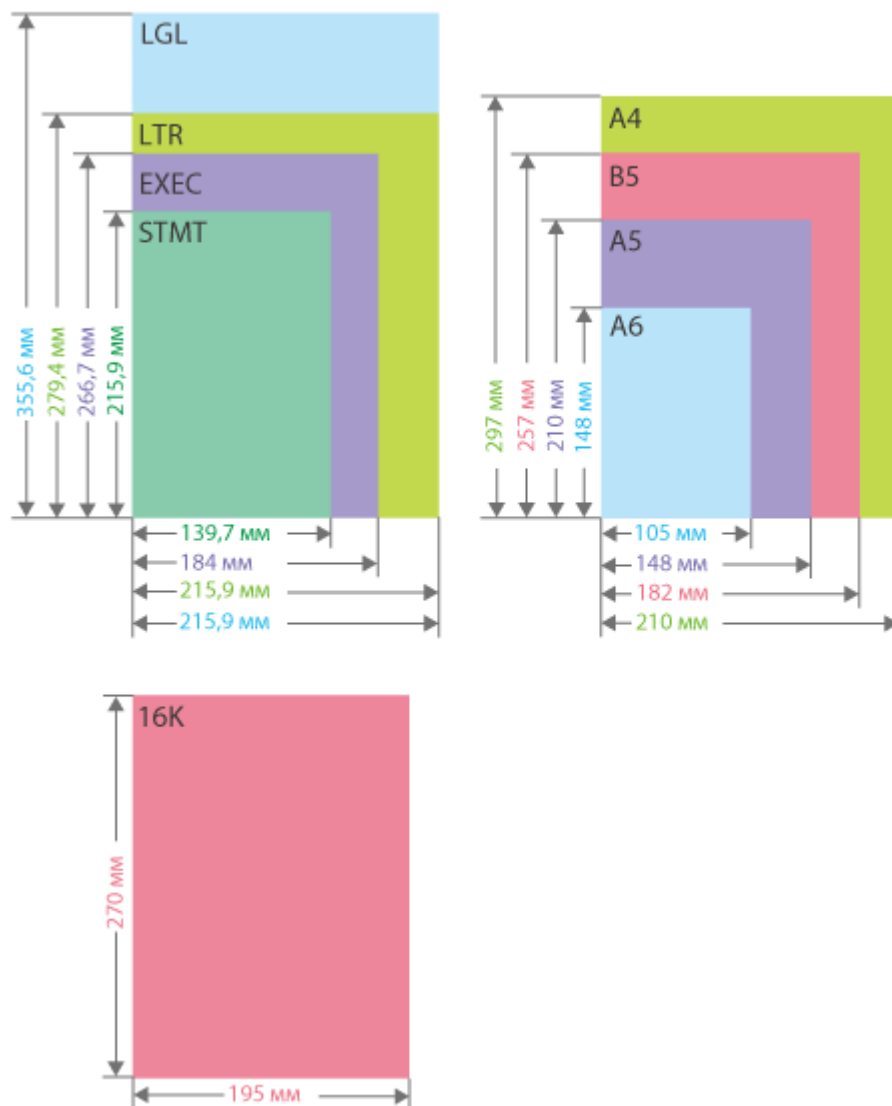 LGL
LTR
EXEC
STMT
355,6 мм
279,4 мм
266,7 мм
215,9 мм
139,7 мм
184 мм
215,9 мм
215,9 мм
A4
B5
A5
A6
297 мм
257 мм
210 мм
148 мм
105 мм
148 мм
182 мм
210 мм
16K
270 мм
195 мм